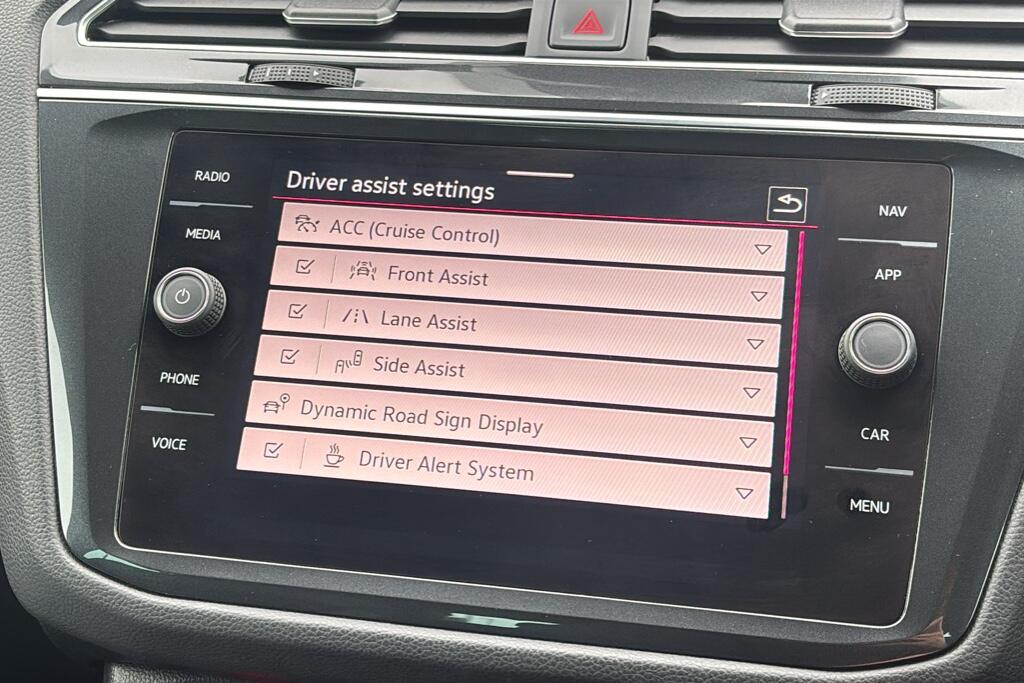 RADIO
MEDIA
PHONE
VOICE
Driver assist settings
ACC (Cruise Control)
Front Assist
Lane Assist
Side Assist
Dynamic Road Sign Display
Driver Alert System
NAV
APP
CAR
MENU